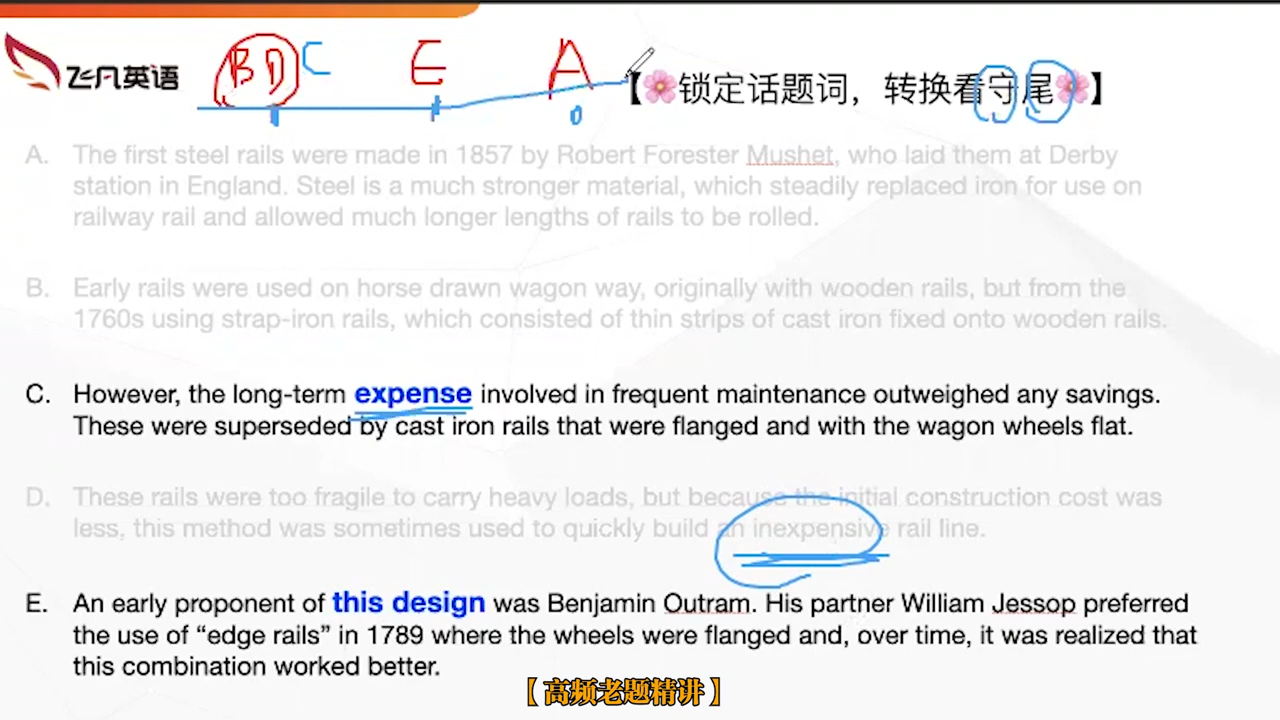 BD C E A
飞凡英语
【🌸锁定话题词，转换看守尾🌸】
A. The first steel rails were made in 1857 by Robert Forester Mushet, who laid them at Derby
station in England. Steel is a much stronger material, which steadily replaced iron for use on
railway rail and allowed much longer lengths of rails to be rolled.
B. Early rails were used on horse drawn wagon way, originally with wooden rails, but from the
1760s using strap-iron rails, which consisted of thin strips of cast iron fixed onto wooden rails.
C. However, the long-term expense involved in frequent maintenance outweighed any savings.
These were superseded by cast iron rails that were flanged and with the wagon wheels flat.
D. These rails were too fragile to carry heavy loads, but because the initial construction cost was
less, this method was sometimes used to quickly build an inexpensive rail line.
E. An early proponent of this design was Benjamin Outram. His partner William Jessop preferred
the use of “edge rails” in 1789 where the wheels were flanged and, over time, it was realized that
this combination worked better.
【高频老题精讲】